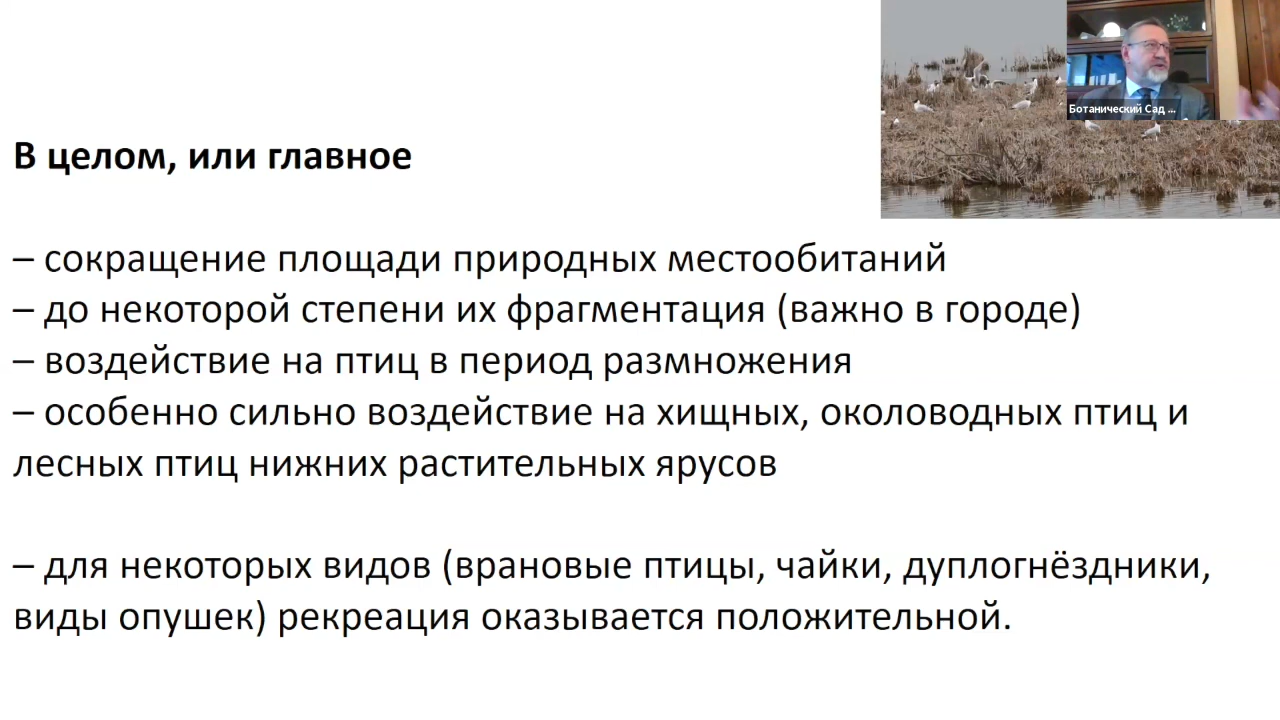 Ботанический Сад ...
В целом, или главное
– сокращение площади природных местообитаний
– до некоторой степени их фрагментация (важно в городе)
– воздействие на птиц в период размножения
– особенно сильно воздействие на хищных, околоводных птиц и
лесных птиц нижних растительных ярусов
– для некоторых видов (врановые птицы, чайки, дуплогнёздники,
виды опушек) рекреация оказывается положительной.